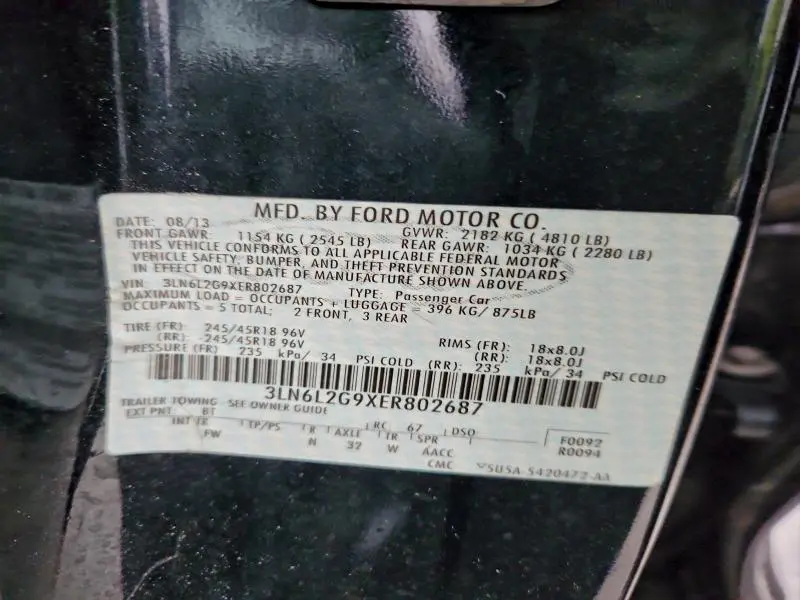 MFD. BY FORD MOTOR CO.
DATE: 08/13 GVWR: 2182 KG ( 4810 LB)
FRONT GAWR: 1154 KG ( 2545 LB) REAR GAWR: 1034 KG ( 2280 LB)
THIS VEHICLE CONFORMS TO ALL APPLICABLE FEDERAL MOTOR
VEHICLE SAFETY, BUMPER, AND THEFT PREVENTION STANDARDS
IN EFFECT ON THE DATE OF MANUFACTURE SHOWN ABOVE.
VIN: 3LN6L2G9XER802687 TYPE: Passenger Car
MAXIMUM LOAD = OCCUPANTS + LUGGAGE = 396 KG/ 875LB
OCCUPANTS = 5 TOTAL; 2 FRONT, 3 REAR
TIRE (FR): 245/45R18 96V RIMS (FR): 18x8.0J
(RR): 245/45R18 96V (RR): 18x8.0J
PRESSURE (FR) 235 kPa/ 34 PSI COLD (RR): 235 kPa/ 34 PSI COLD
3LN6L2G9XER802687
TRAILER TOWING SEE OWNER GUIDE
EXT PNT: BT RC: 67 DSO:
INT TR TP/PS R AXLE TR SPR F0092
FW N 32 W AACC R0094
CMC 5U5A-5420472-AA